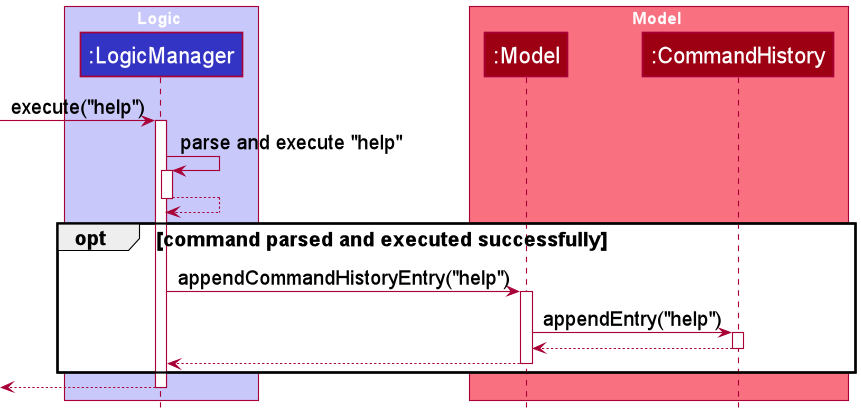 Logic
Model
:LogicManager
:Model
:CommandHistory
execute("help")
parse and execute "help"
opt
[command parsed and executed successfully]
appendCommandHistoryEntry("help")
appendEntry("help")